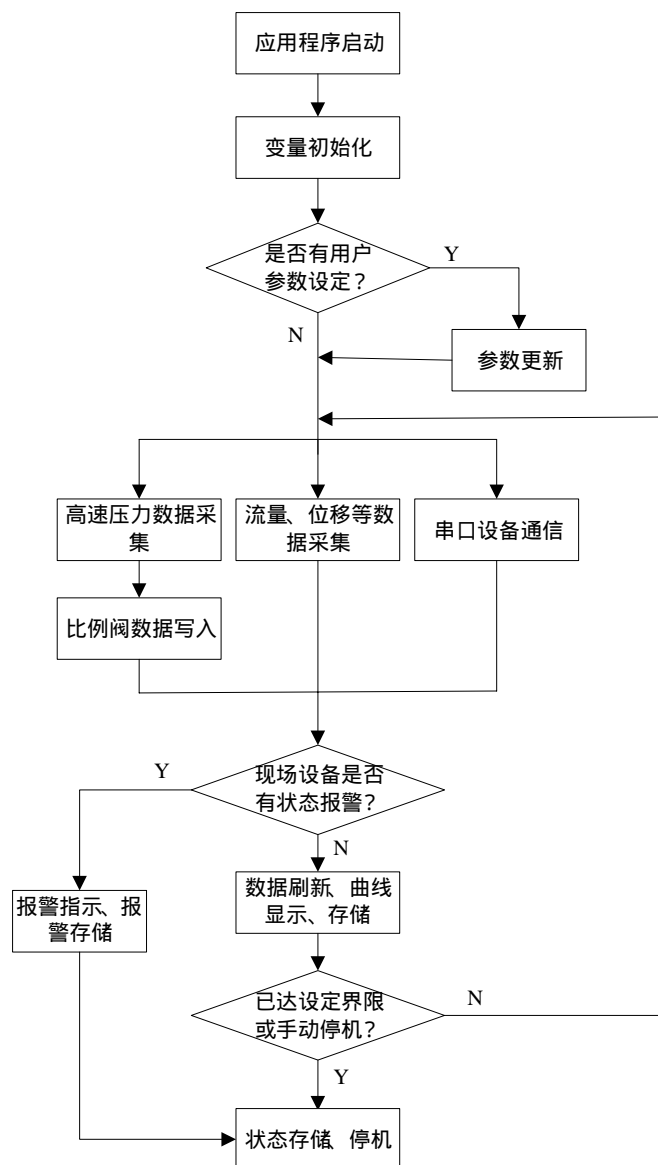 应用程序启动
变量初始化
是否有用户
参数设定？
Y
N
参数更新
高速压力数据采
集
流量、位移等数
据采集
串口设备通信
比例阀数据写入
Y
现场设备是否
有状态报警？
N
报警指示、报
警存储
数据刷新、曲线
显示、存储
已达设定界限
或手动停机？
N
Y
状态存储、停机